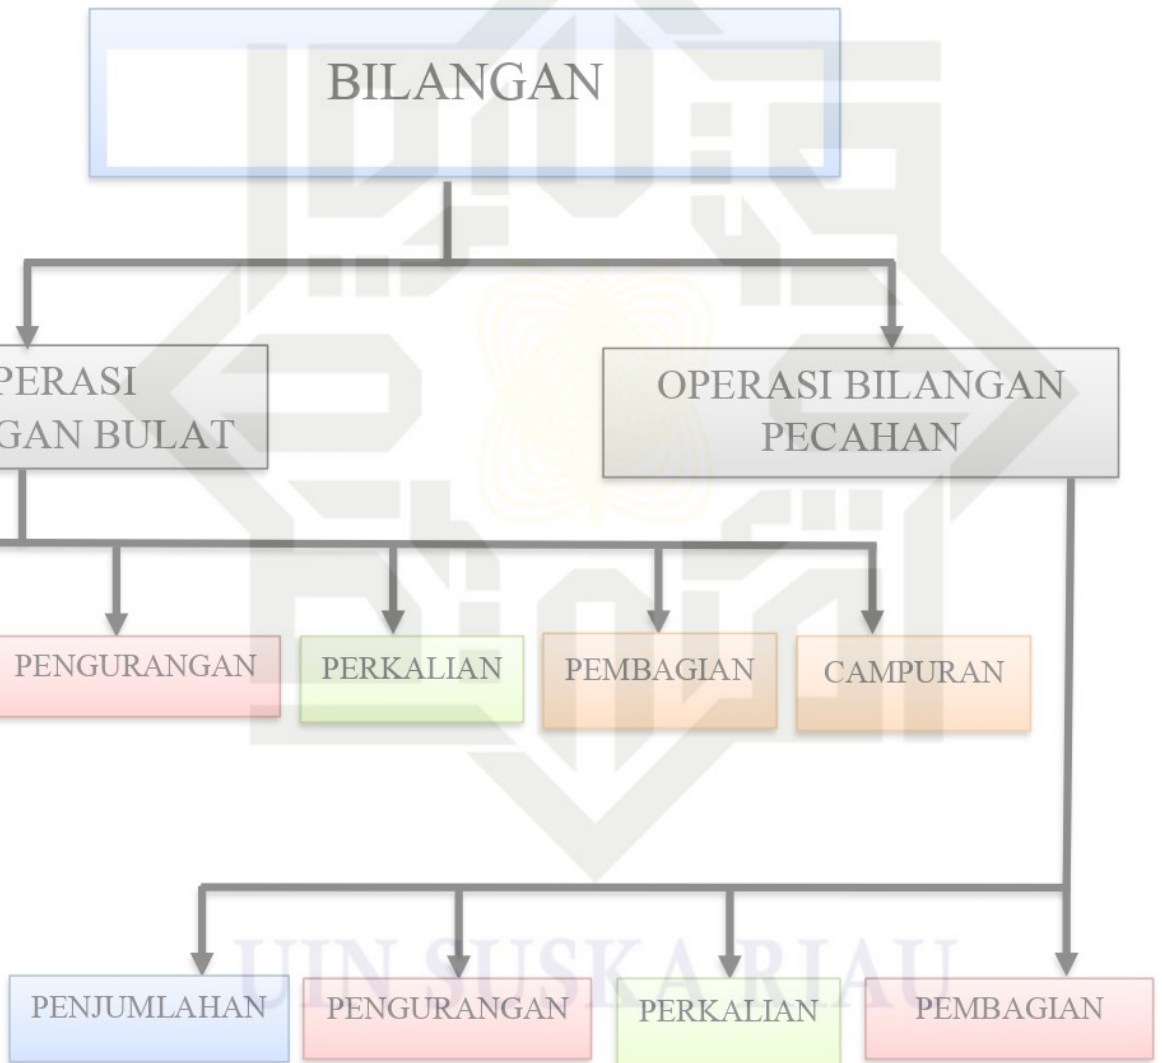 BILANGAN
PERASI
GAN BULAT
OPERASI BILANGAN
PECAHAN
PENGURANGAN
PERKALIAN
PEMBAGIAN
CAMPURAN
UIN SUSKA RIAU
PENJUMLAHAN
PENGURANGAN
PERKALIAN
PEMBAGIAN